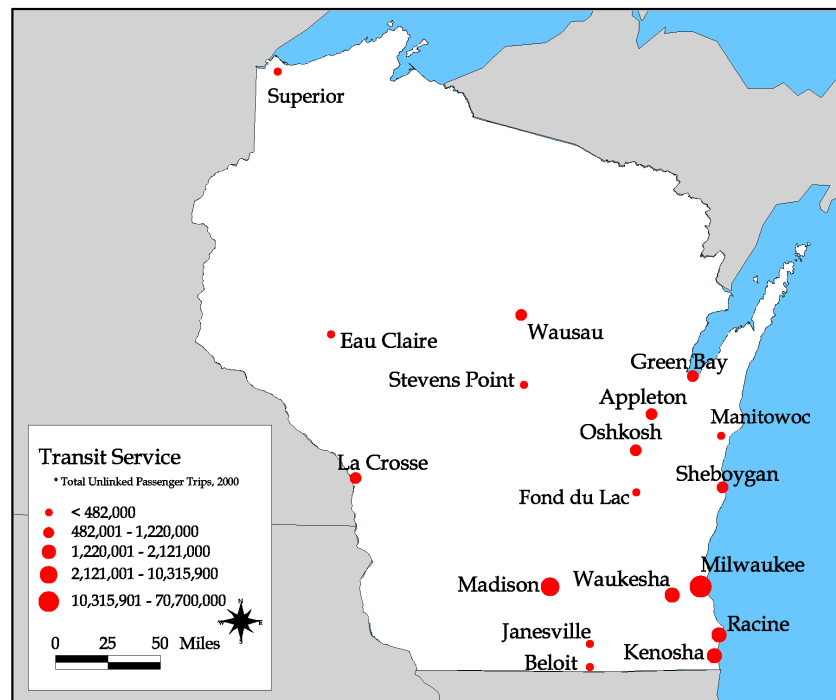 Superior
Eau Claire
Wausau
Stevens Point
Green Bay
Appleton
Manitowoc
Oshkosh
La Crosse
Sheboygan
Fond du Lac
Madison
Waukesha
Milwaukee
Janesville
Racine
Beloit
Kenosha
Transit Service
* Total Unlinked Passenger Trips, 2000
< 482,000
482,001 - 1,220,000
1,220,001 - 2,121,000
2,121,001 - 10,315,900
10,315,901 - 70,700,000
N
W E
S
0 25 50 Miles